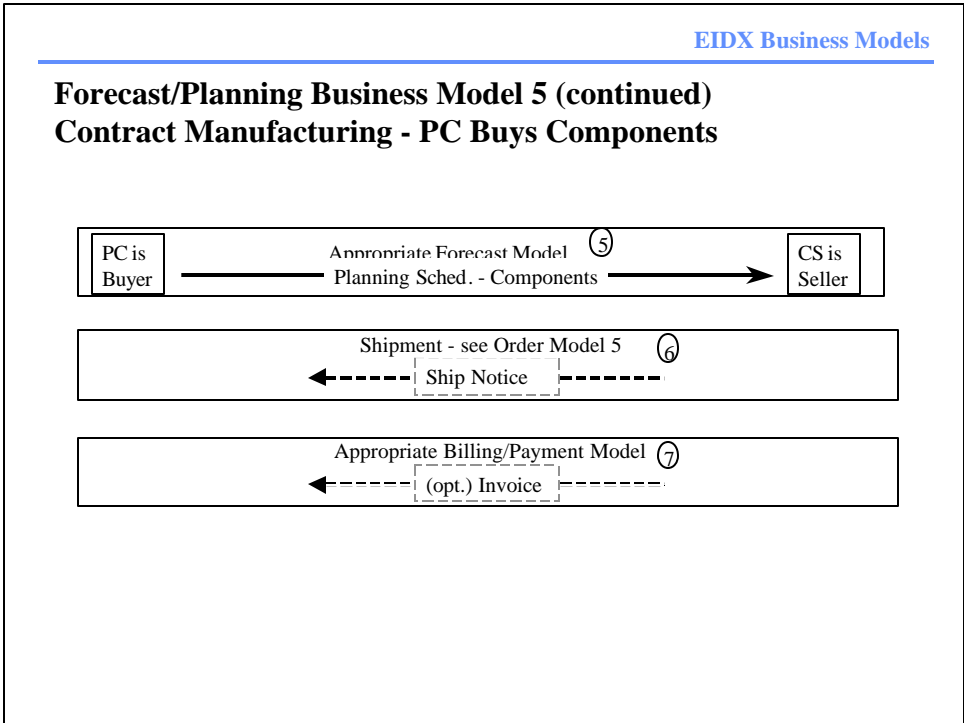 EIDX Business Models
Forecast/Planning Business Model 5 (continued)
Contract Manufacturing - PC Buys Components
PC is
Buyer
Appropriate Forecast Model
5
Planning Sched. - Components
CS is
Seller
Shipment - see Order Model 5
6
Ship Notice
Appropriate Billing/Payment Model
7
(opt.) Invoice